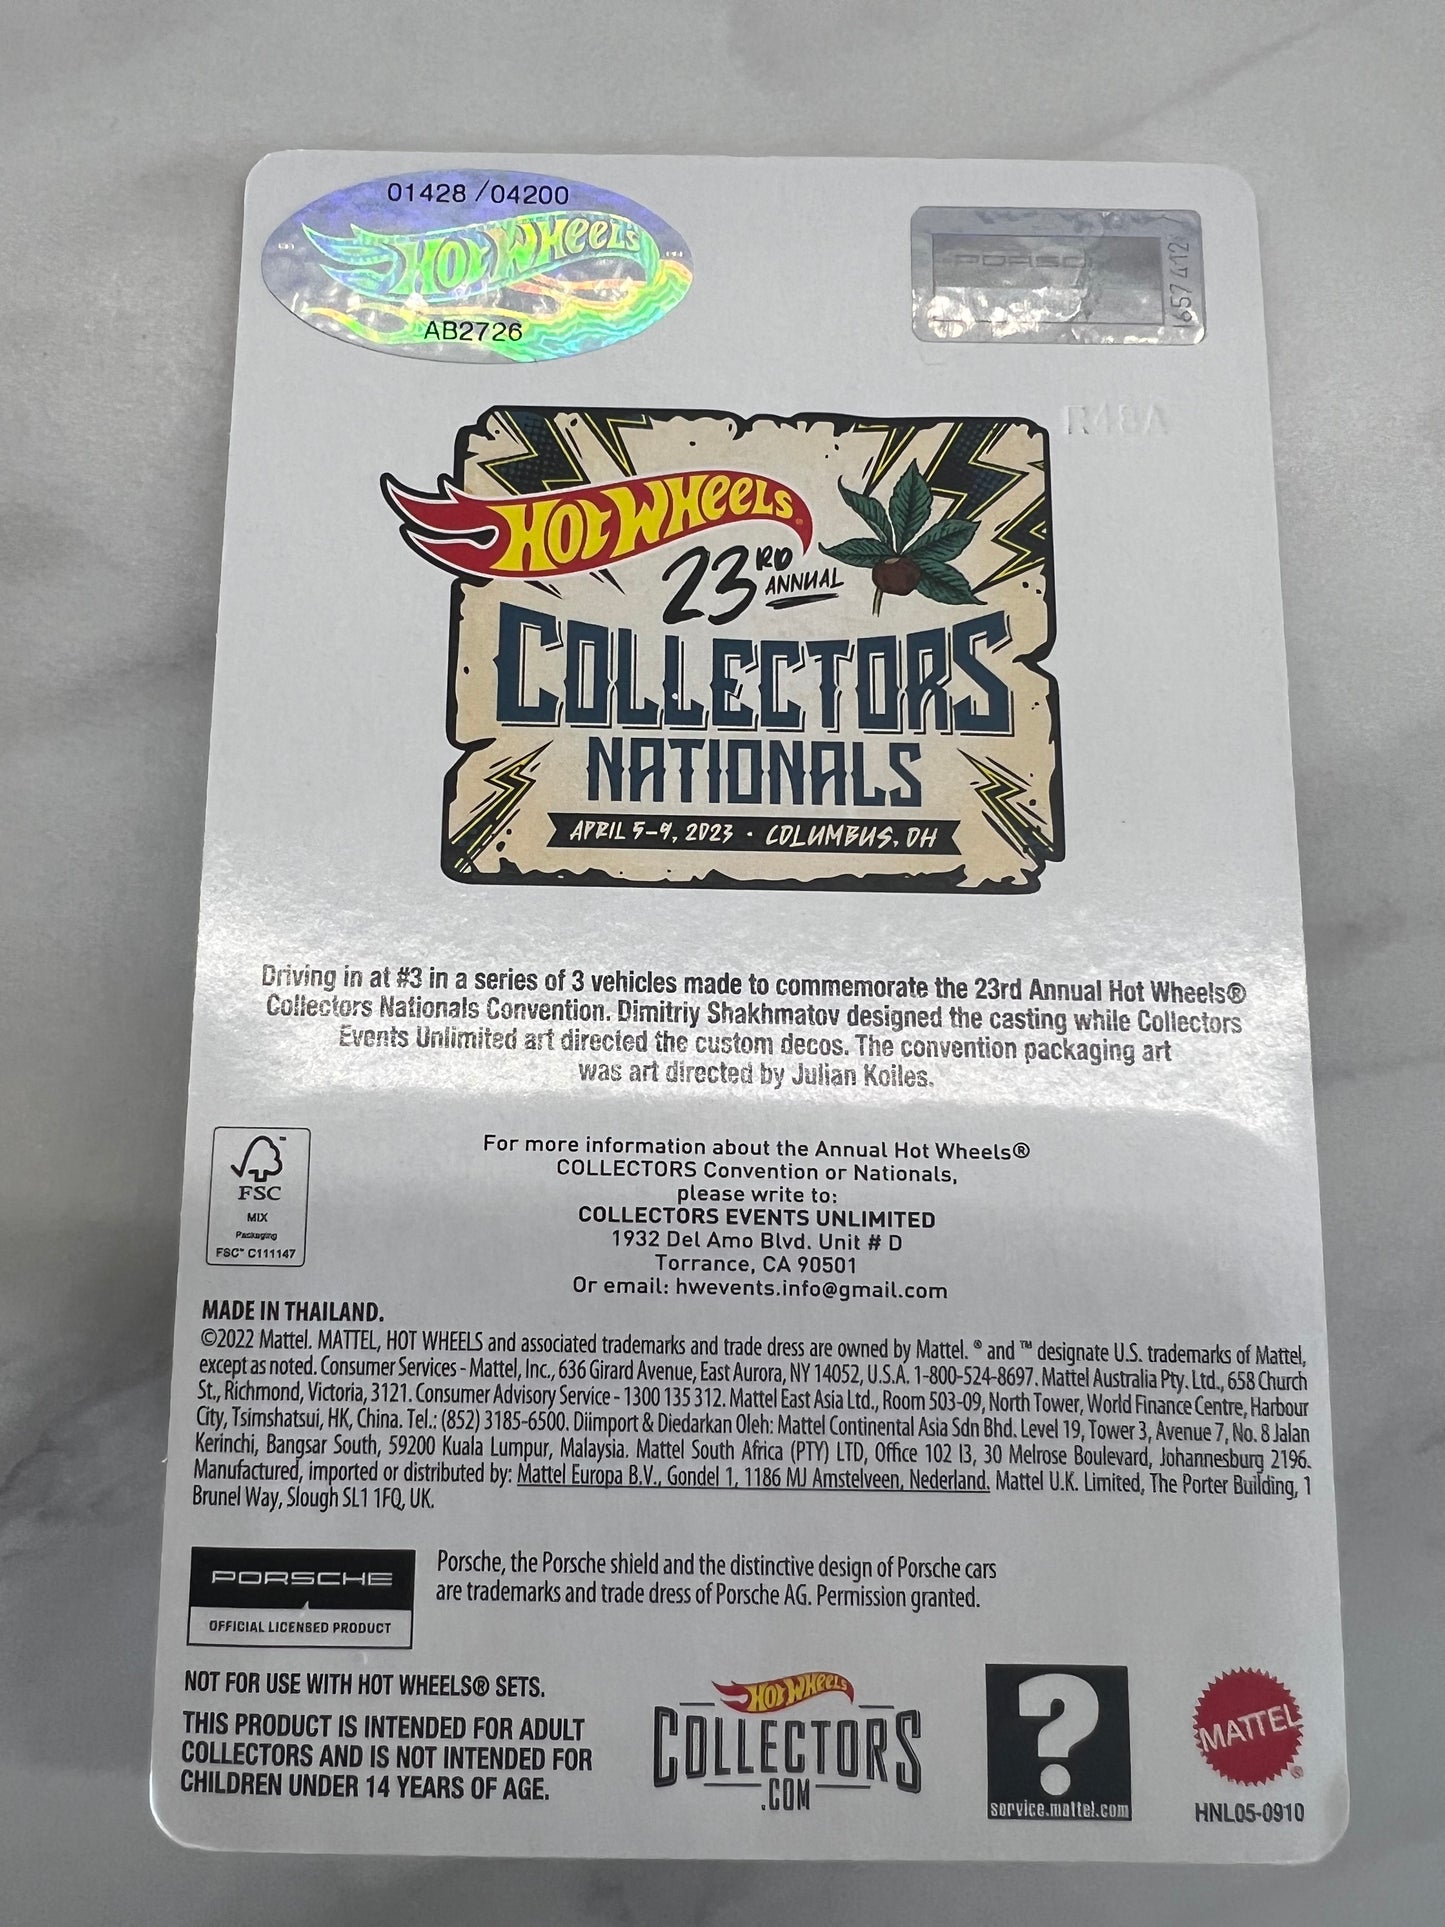 01428 / 04200
HOT WHEELS
AB2726
PORSC
657412
HOT WHEELS®
23RD
ANNUAL
COLLECTORS
NATIONALS
APRIL 5-9, 2023 · COLUMBUS, OH
Driving in at #3 in a series of 3 vehicles made to commemorate the 23rd Annual Hot Wheels®
Collectors Nationals Convention. Dimitriy Shakhmatov designed the casting while Collectors
Events Unlimited art directed the custom decos. The convention packaging art
was art directed by Julian Koiles.
FSC™
MIX
Packaging
FSC™ C111147
For more information about the Annual Hot Wheels®
COLLECTORS Convention or Nationals,
please write to:
COLLECTORS EVENTS UNLIMITED
1932 Del Amo Blvd. Unit # D
Torrance, CA 90501
Or email: hwevents.info@gmail.com
MADE IN THAILAND.
©2022 Mattel. MATTEL, HOT WHEELS and associated trademarks and trade dress are owned by Mattel. ® and ™ designate U.S. trademarks of Mattel,
except as noted. Consumer Services - Mattel, Inc., 636 Girard Avenue, East Aurora, NY 14052, U.S.A. 1-800-524-8697. Mattel Australia Pty. Ltd., 658 Church
St., Richmond, Victoria, 3121. Consumer Advisory Service - 1300 135 312. Mattel East Asia Ltd., Room 503-09, North Tower, World Finance Centre, Harbour
City, Tsimshatsui, HK, China. Tel.: (852) 3185-6500. Diimport & Diedarkan Oleh: Mattel Continental Asia Sdn Bhd. Level 19, Tower 3, Avenue 7, No. 8 Jalan
Kerinchi, Bangsar South, 59200 Kuala Lumpur, Malaysia. Mattel South Africa (PTY) LTD, Office 102 I3, 30 Melrose Boulevard, Johannesburg 2196.
Manufactured, imported or distributed by: Mattel Europa B.V., Gondel 1, 1186 MJ Amstelveen, Nederland. Mattel U.K. Limited, The Porter Building, 1
Brunel Way, Slough SL1 1FQ, UK.
PORSCHE
OFFICIAL LICENSED PRODUCT
Porsche, the Porsche shield and the distinctive design of Porsche cars
are trademarks and trade dress of Porsche AG. Permission granted.
NOT FOR USE WITH HOT WHEELS® SETS.
THIS PRODUCT IS INTENDED FOR ADULT
COLLECTORS AND IS NOT INTENDED FOR
CHILDREN UNDER 14 YEARS OF AGE.
HOT WHEELS
COLLECTORS
.COM
?
service.mattel.com
MATTEL®
HNL05-0910